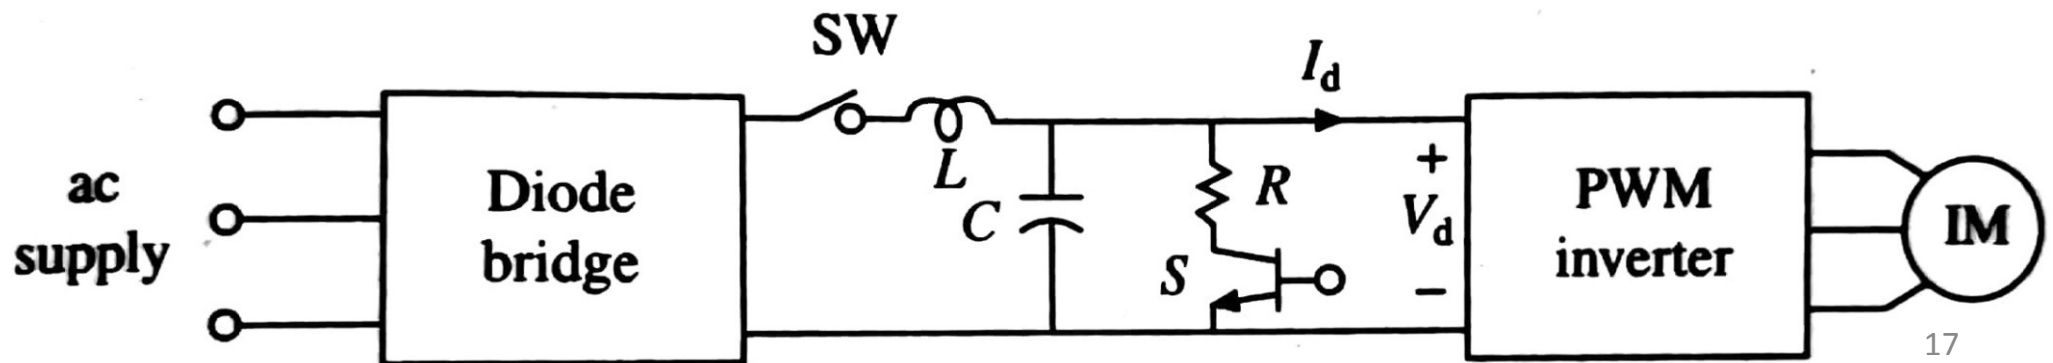 SW
I_d
ac
supply
Diode
bridge
L
C
R
S
+
V_d
−
PWM
inverter
IM
17